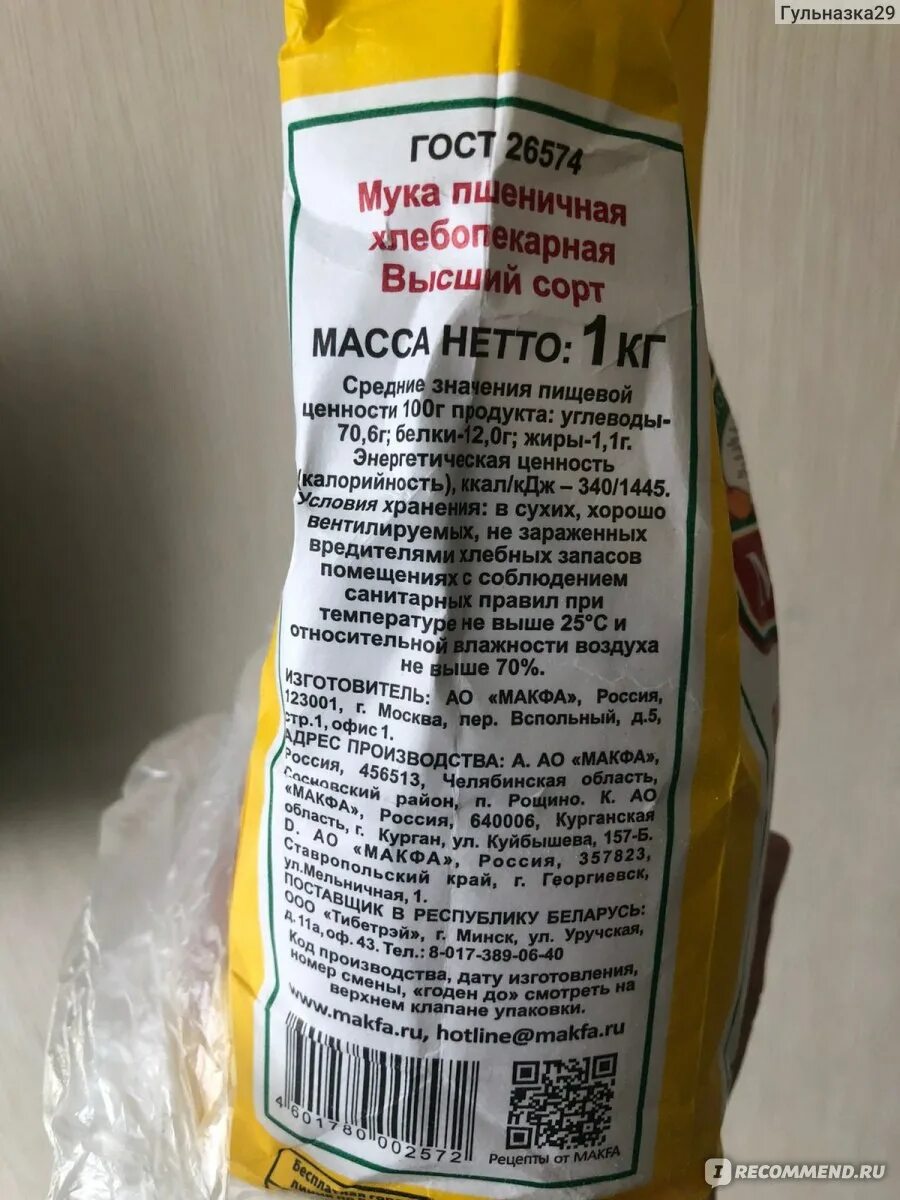 Гульназка29
ГОСТ 26574
Мука пшеничная
хлебопекарная
Высший сорт
МАССА НЕТТО: 1 КГ
Средние значения пищевой
ценности 100г продукта: углеводы-
70,6г; белки-12,0г; жиры-1,1г.
Энергетическая ценность
(калорийность), ккал/кДж – 340/1445.
Условия хранения: в сухих, хорошо
вентилируемых, не зараженных
вредителями хлебных запасов
помещениях с соблюдением
санитарных правил при
температуре не выше 25°С и
относительной влажности воздуха
не выше 70%.
ИЗГОТОВИТЕЛЬ: АО «МАКФА», Россия,
123001, г. Москва, пер. Вспольный, д.5,
стр.1, офис 1.
АДРЕС ПРОИЗВОДСТВА: А. АО «МАКФА»,
Россия, 456513, Челябинская область,
Сосновский район, п. Рощино. К. АО
«МАКФА», Россия, 640006, Курганская
область, г. Курган, ул. Куйбышева, 157-Б.
D. АО «МАКФА», Россия, 357823,
Ставропольский край, г. Георгиевск,
ул.Мельничная, 1.
ПОСТАВЩИК В РЕСПУБЛИКУ БЕЛАРУСЬ:
ООО «Тибетрэй», г. Минск, ул. Уручская,
д.11а, оф. 43. Тел.: 8-017-389-06-40
Код производства, дату изготовления,
номер смены, «годен до» смотреть на
верхнем клапане упаковки.
www.makfa.ru, hotline@makfa.ru
4 601780 002572
Рецепты от MAKFA
Бесплатная
I RECOMMEND.RU